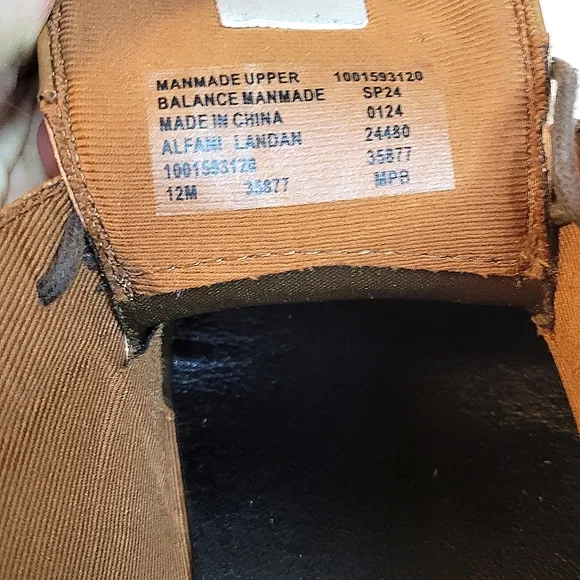 MANMADE UPPER 1001593120
BALANCE MANMADE SP24
MADE IN CHINA 0124
ALFANI LANDAN 24480
1001593120 35877
12M 35877 MPB